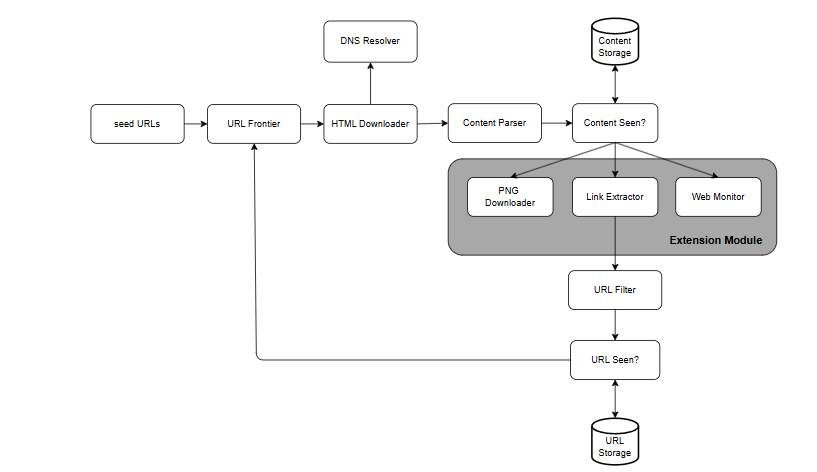 DNS Resolver
Content
Storage
seed URLs
URL Frontier
HTML Downloader
Content Parser
Content Seen?
PNG
Downloader
Link Extractor
Web Monitor
Extension Module
URL Filter
URL Seen?
URL
Storage